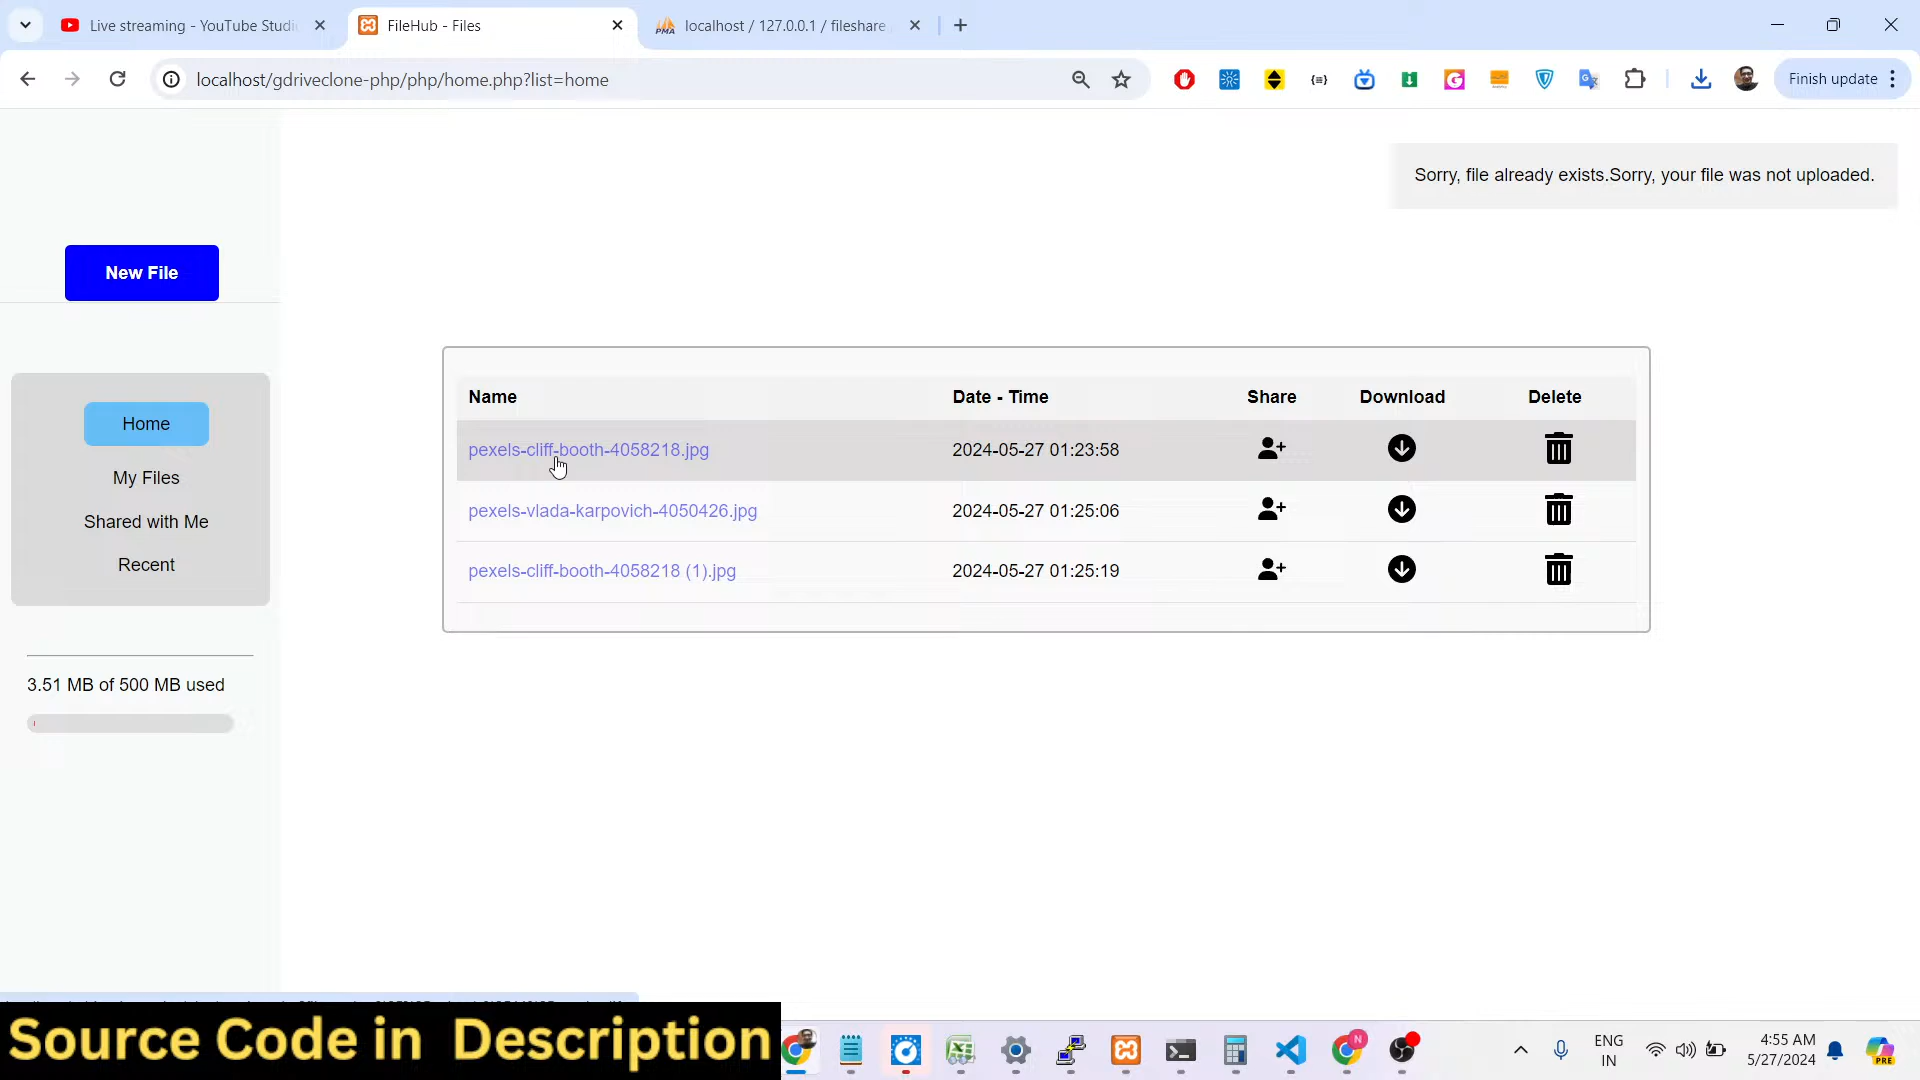 Live streaming - YouTube Studi
FileHub - Files
localhost / 127.0.0.1 / fileshare
localhost/gdriveclone-php/php/home.php?list=home
Finish update
Sorry, file already exists.Sorry, your file was not uploaded.
New File
Home
My Files
Shared with Me
Recent
3.51 MB of 500 MB used
Name Date - Time Share Download Delete
pexels-cliff-booth-4058218.jpg 2024-05-27 01:23:58
pexels-vlada-karpovich-4050426.jpg 2024-05-27 01:25:06
pexels-cliff-booth-4058218 (1).jpg 2024-05-27 01:25:19
Source Code in Description
ENG
IN
4:55 AM
5/27/2024